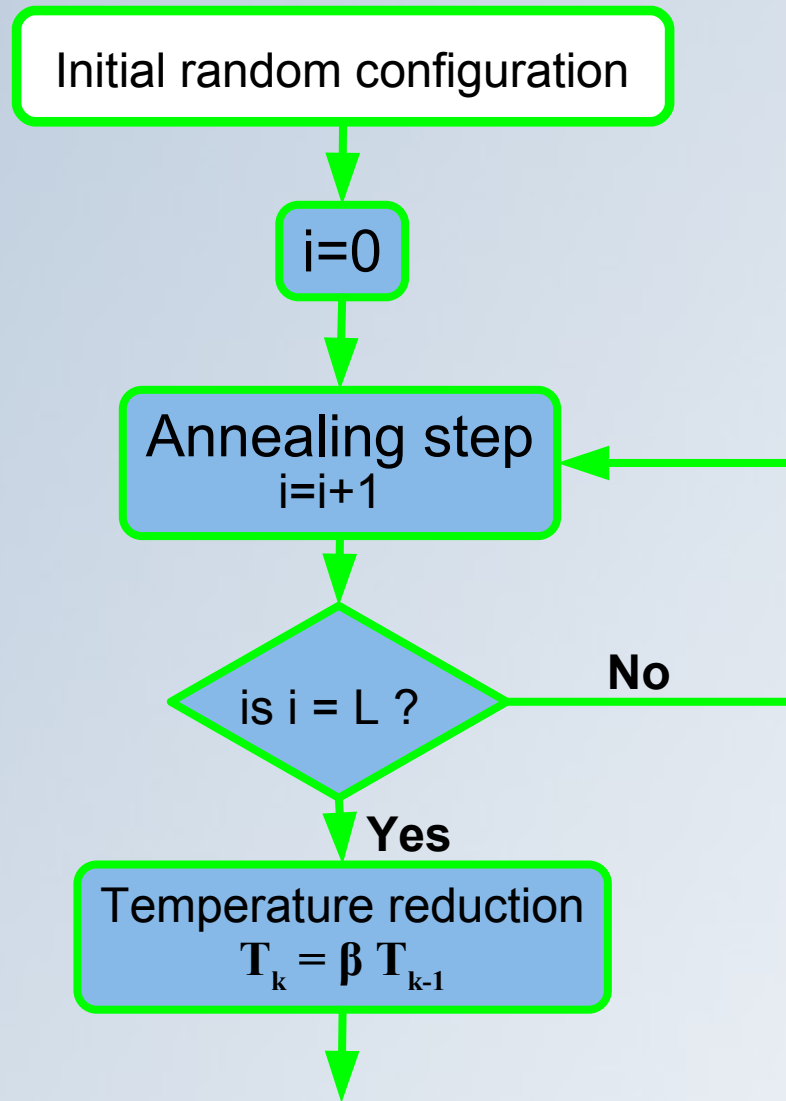 Initial random configuration
i=0
Annealing step
i=i+1
is i = L ?
No
Yes
Temperature reduction
Tₖ = β Tₖ₋₁